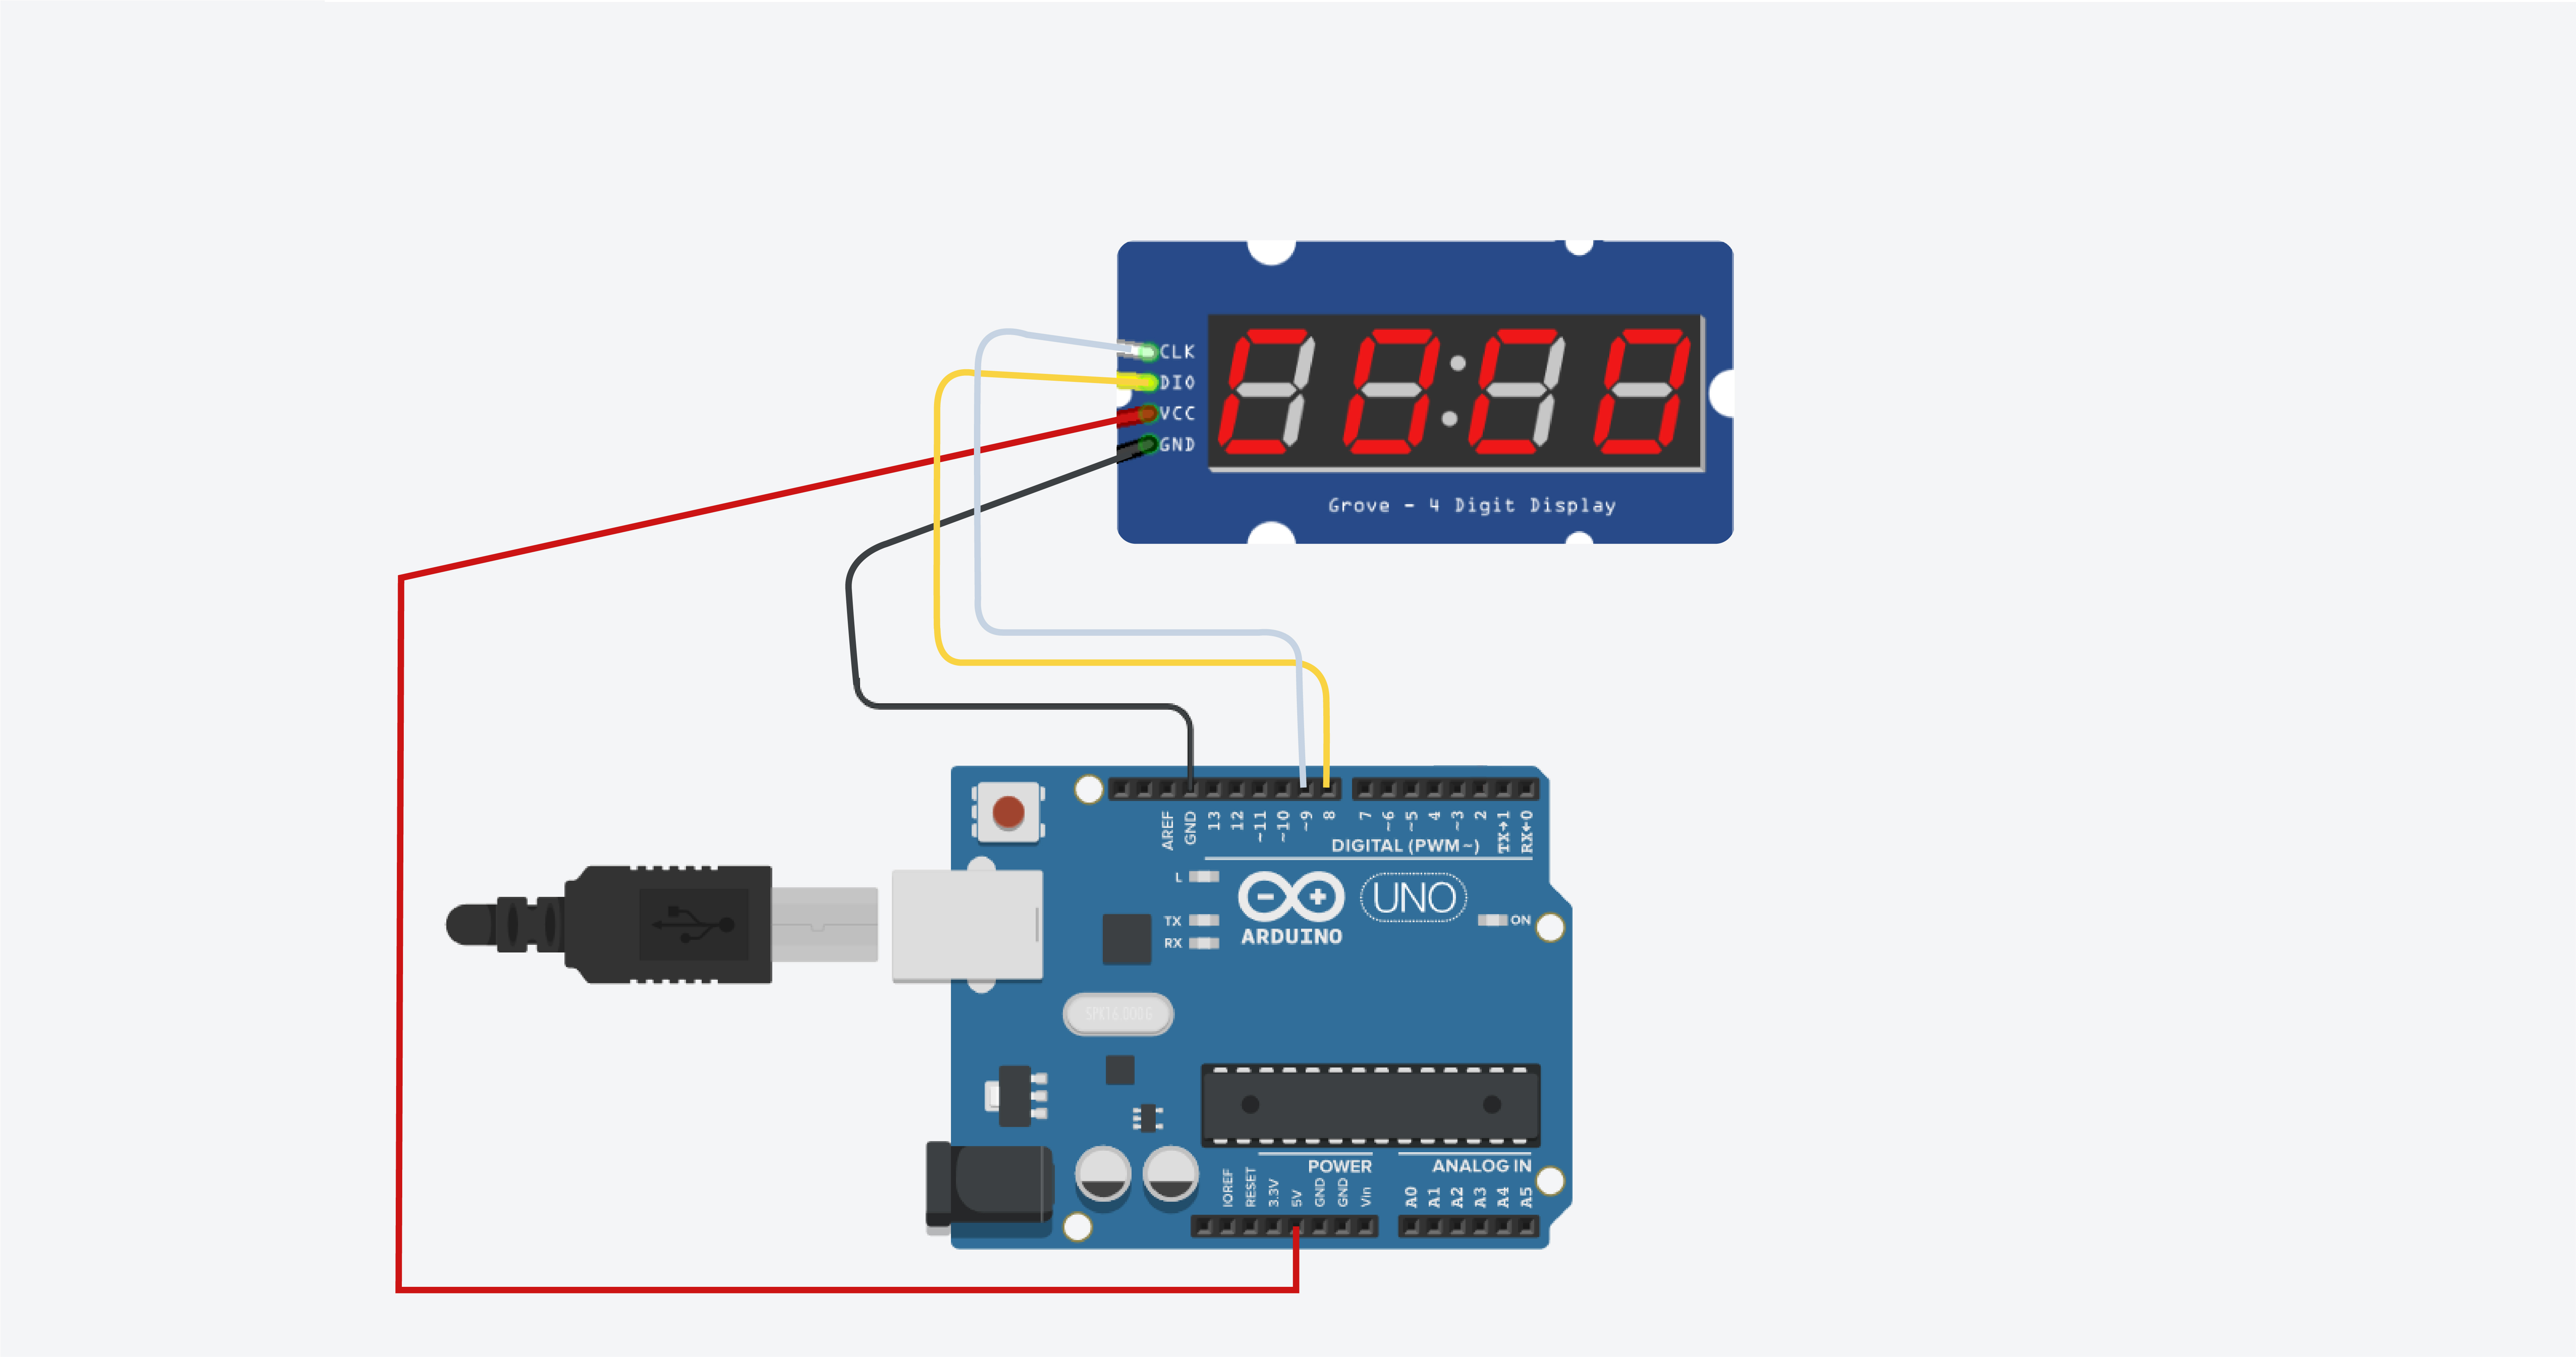 CLK
DIO
VCC
GND
Grove - 4 Digit Display
AREF
GND
13
12
~11
~10
~9
8
7
~6
~5
4
~3
2
TX→1
RX←0
DIGITAL (PWM~)
L
TX
RX
UNO
ON
ARDUINO
SPK16.000G
POWER
ANALOG IN
IOREF
RESET
3.3V
5V
GND
GND
Vin
A0
A1
A2
A3
A4
A5